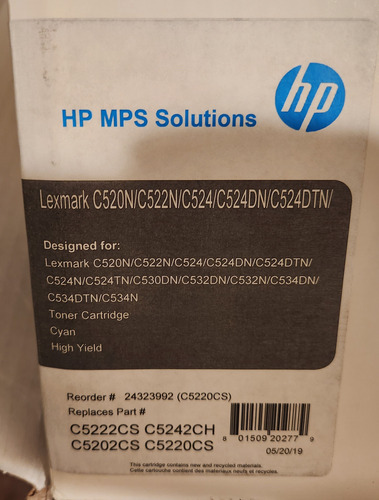 hp
HP MPS Solutions
Lexmark C520N/C522N/C524/C524DN/C524DTN/
Designed for:
Lexmark C520N/C522N/C524/C524DN/C524DTN/
C524N/C524TN/C530DN/C532DN/C532N/C534DN/
C534DTN/C534N
Toner Cartridge
Cyan
High Yield
Reorder # 24323992 (C5220CS)
Replaces Part #
C5222CS C5242CH
C5202CS C5220CS
8 01509 20277 9
05/20/19
This cartridge contains new and recycled materials.
Cette cartouche contient des matériaux neufs et recyclés.